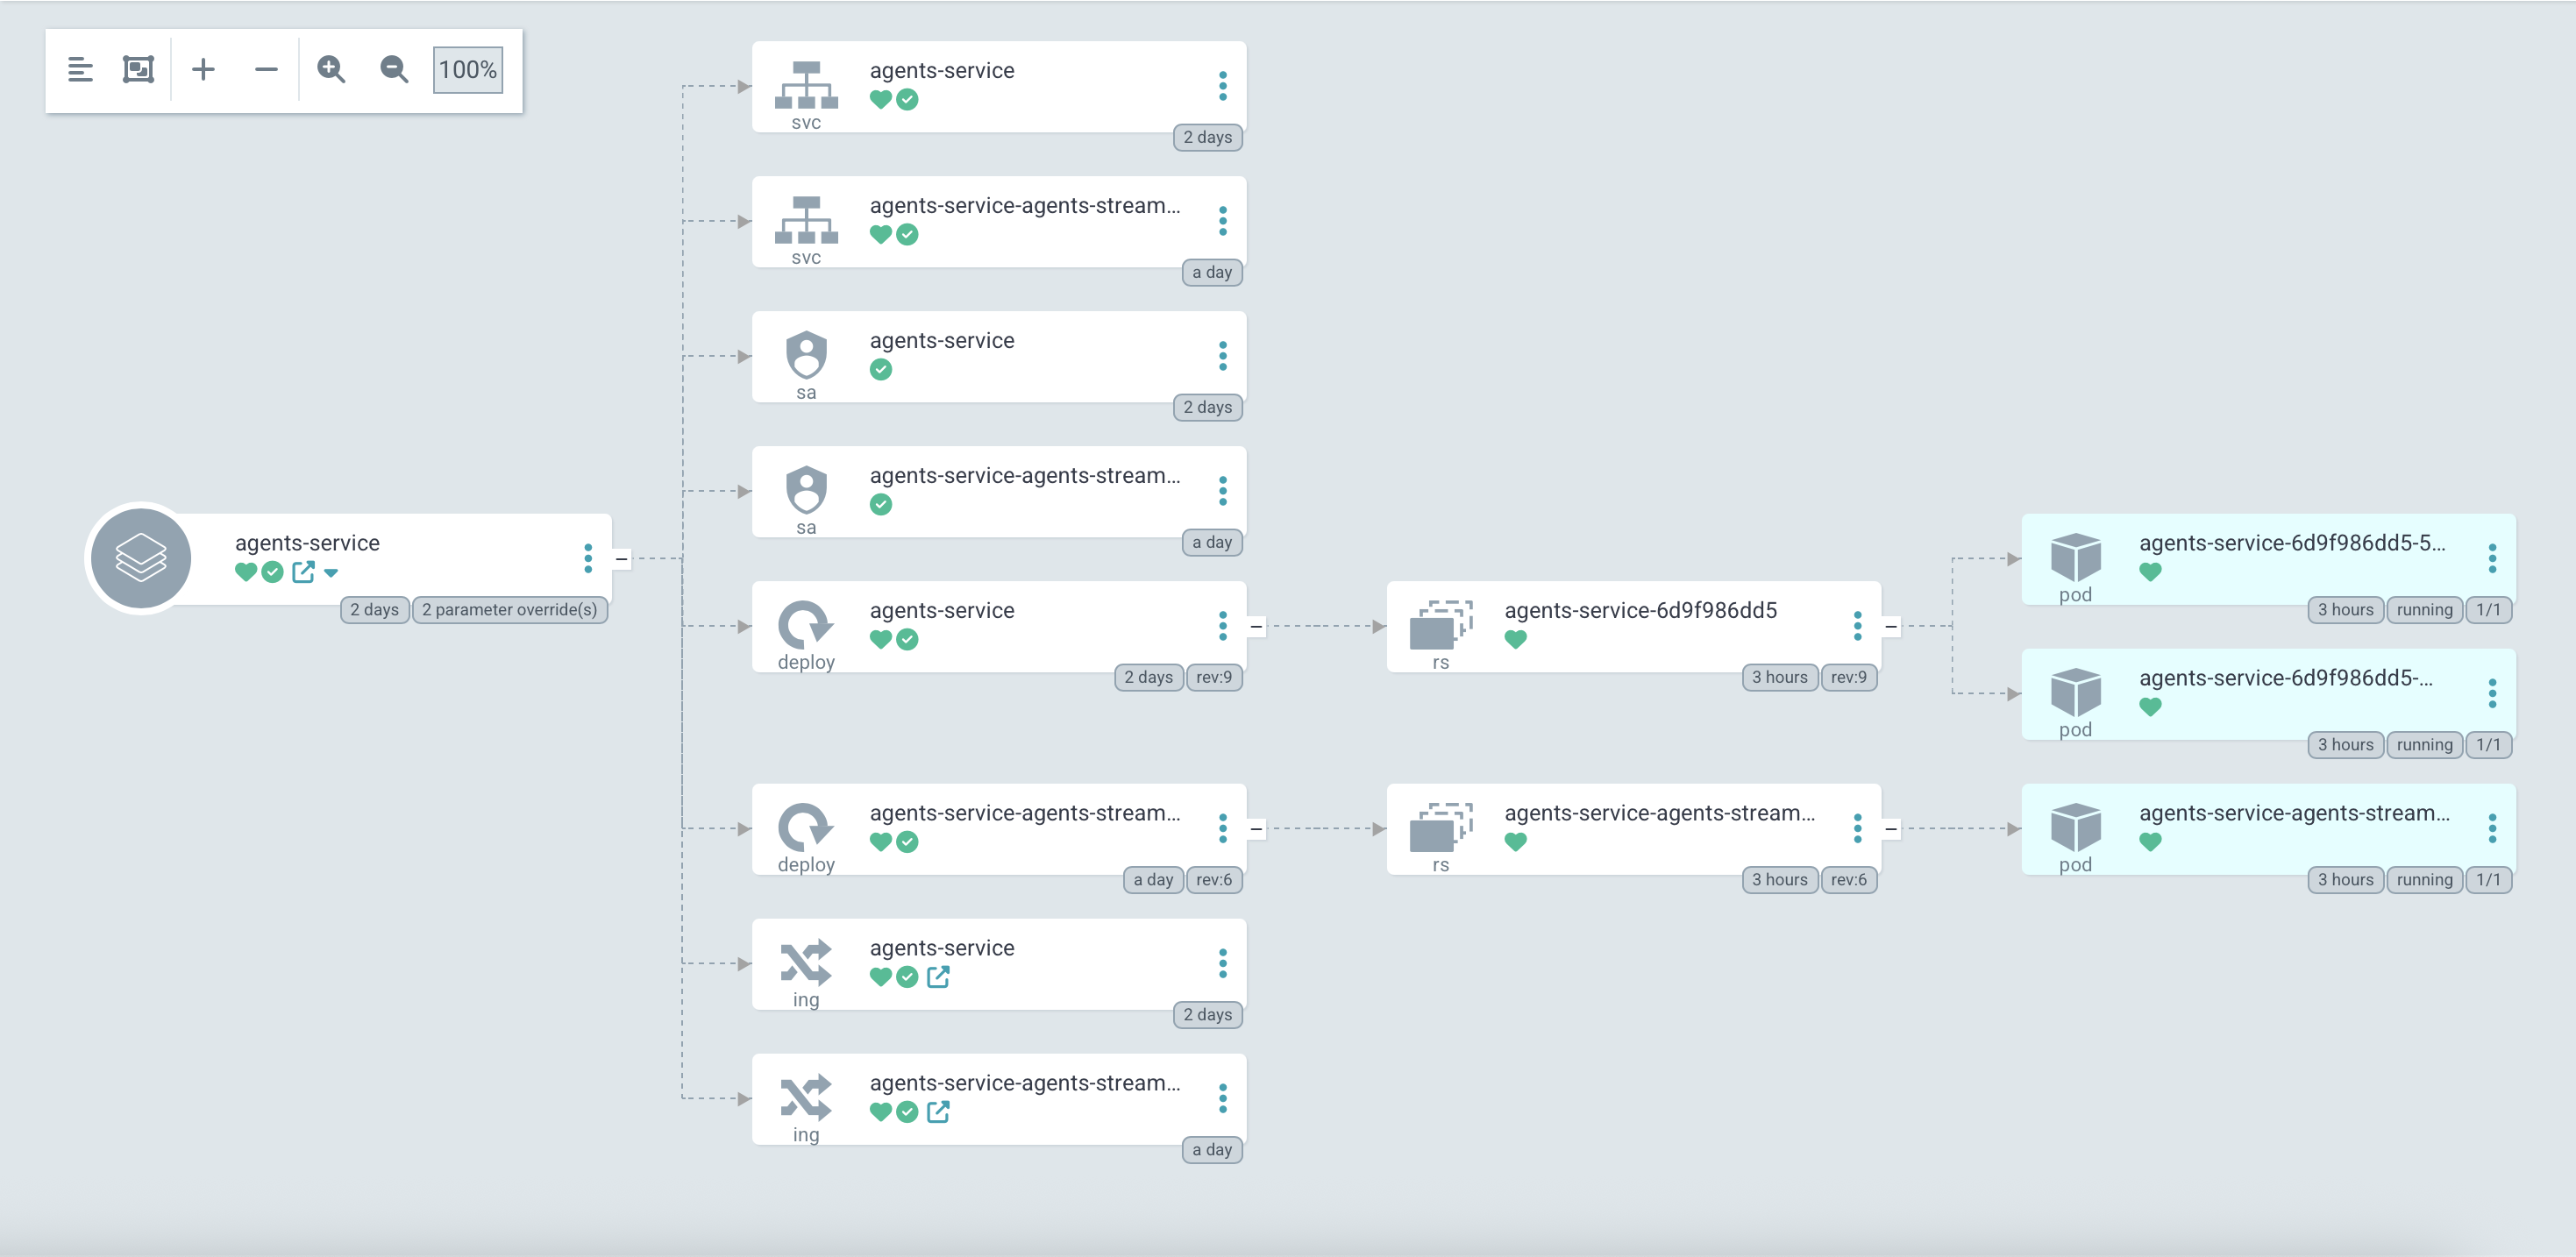 100%
agents-service
svc
2 days
agents-service-agents-stream...
svc
a day
agents-service
sa
2 days
agents-service-agents-stream...
sa
a day
agents-service
2 days
2 parameter override(s)
agents-service
deploy
2 days
rev:9
agents-service-6d9f986dd5
rs
3 hours
rev:9
agents-service-6d9f986dd5-5...
pod
3 hours
running
1/1
agents-service-6d9f986dd5-...
pod
3 hours
running
1/1
agents-service-agents-stream...
deploy
a day
rev:6
agents-service-agents-stream...
rs
3 hours
rev:6
agents-service-agents-stream...
pod
3 hours
running
1/1
agents-service
ing
2 days
agents-service-agents-stream...
ing
a day